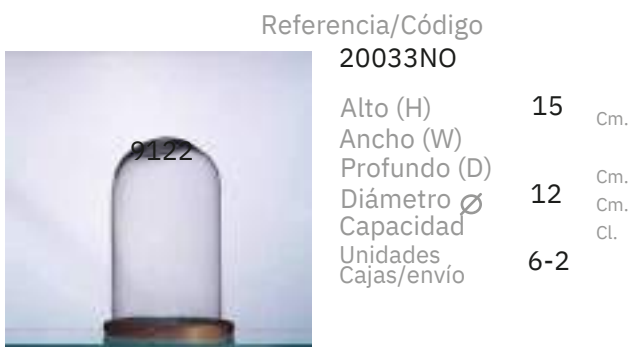 Referencia/Código
20033NO
9122
Alto (H) 15 Cm.
Ancho (W)
Profundo (D) Cm.
Diámetro ⌀ 12 Cm.
Capacidad Cl.
Unidades
Cajas/envío 6-2